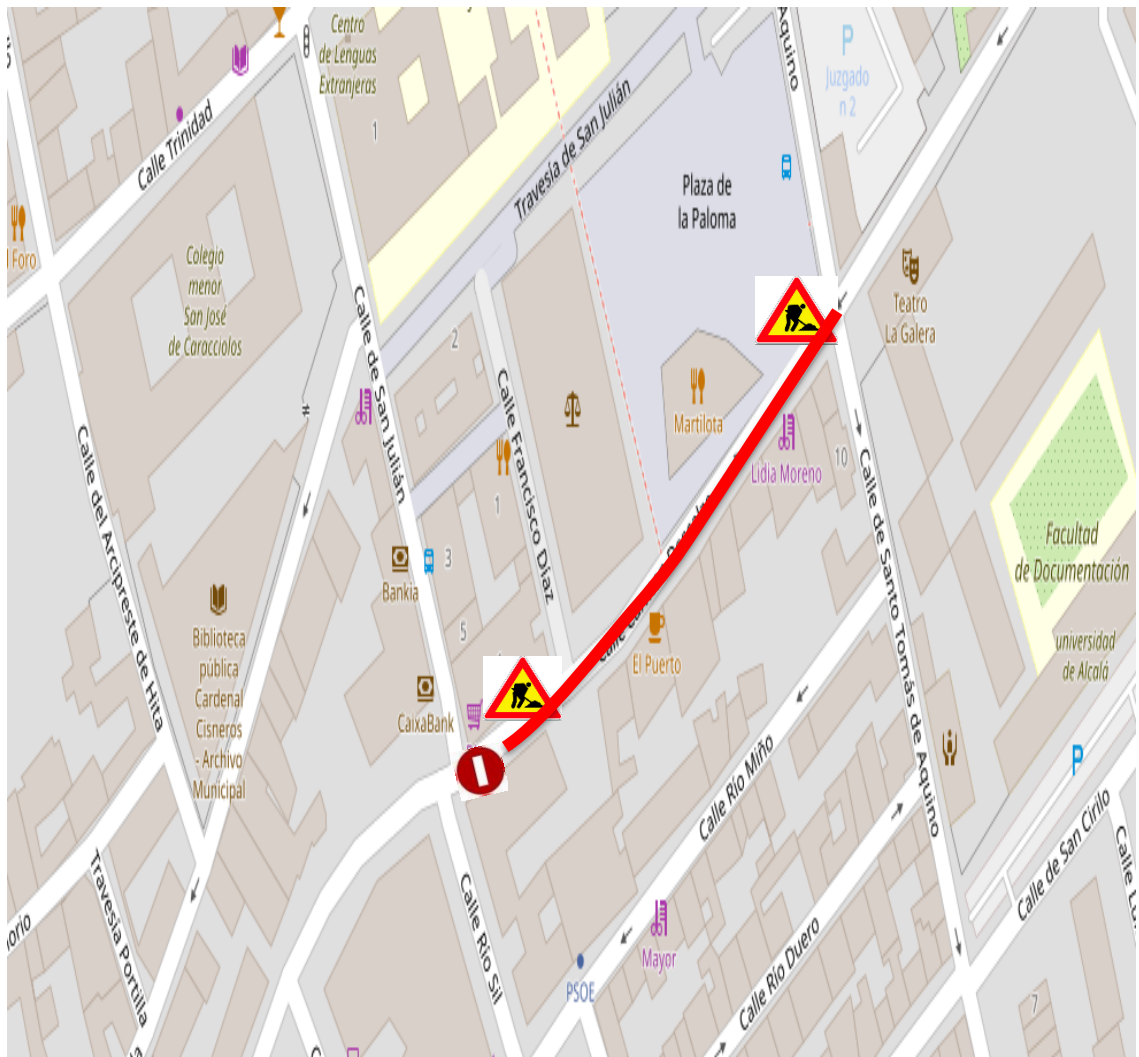 Centro
de Lenguas
Extranjeras
1
Aquino
P
Juzgado
n 2
Calle Trinidad
Travesía de San Julián
Plaza de
la Paloma
Foro
Colegio
menor
San José
de Caracciolos
Teatro
La Galera
2
Calle de San Julián
Martilota
Calle Francisco Díaz
10
Lidia Moreno
1
Calle del Arcipreste de Hita
Calle de Santo Tomás de Aquino
Facultad
de Documentación
3
Bankia
Biblioteca
pública
Cardenal
Cisneros
- Archivo
Municipal
5
El Puerto
universidad
de Alcalá
CaixaBank
P
Calle Río Miño
Calle de San Cirilo
Travesía Portilla
Calle Río Sil
Mayor
PSOE
Calle Río Duero
7